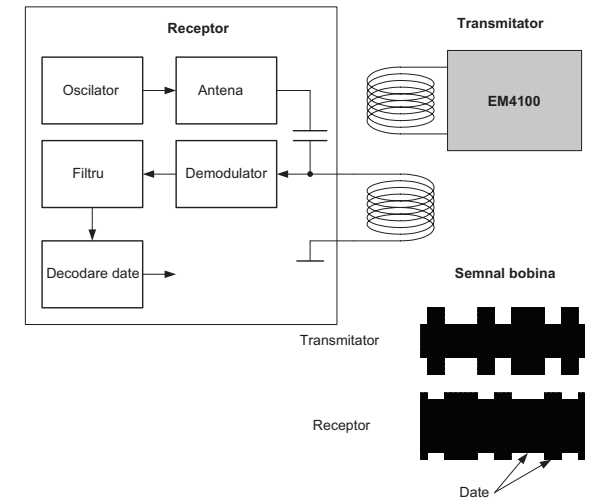 Receptor
Transmitator
Oscilator
Antena
EM4100
Filtru
Demodulator
Decodare date
Semnal bobina
Transmitator
Receptor
Date